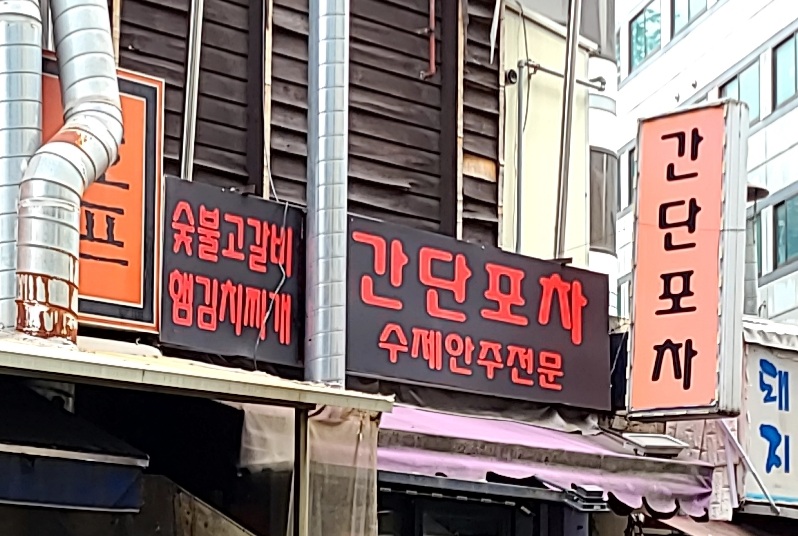 숯불고갈비
햄김치찌개
간단포차
수제안주전문
간단포차
돼지